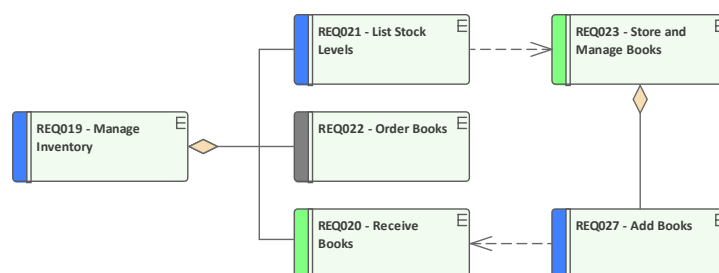 REQ021 - List Stock
Levels
E
REQ023 - Store and
Manage Books
E
REQ019 - Manage
Inventory
E
REQ022 - Order Books
E
REQ020 - Receive
Books
E
REQ027 - Add Books
E